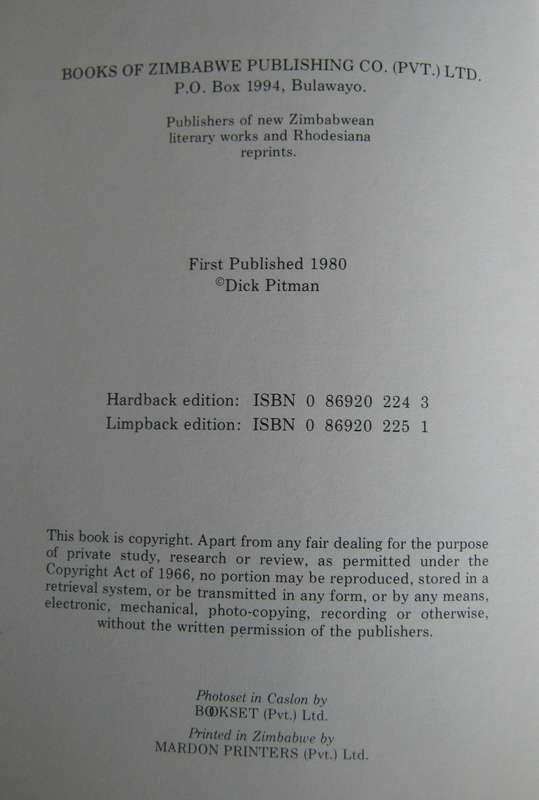 BOOKS OF ZIMBABWE PUBLISHING CO. (PVT.) LTD.
P.O. Box 1994, Bulawayo.
Publishers of new Zimbabwean
literary works and Rhodesiana
reprints.
First Published 1980
©Dick Pitman
Hardback edition: ISBN 0 86920 224 3
Limpback edition: ISBN 0 86920 225 1
This book is copyright. Apart from any fair dealing for the purpose
of private study, research or review, as permitted under the
Copyright Act of 1966, no portion may be reproduced, stored in a
retrieval system, or be transmitted in any form, or by any means,
electronic, mechanical, photo-copying, recording or otherwise,
without the written permission of the publishers.
Photoset in Caslon by
BOOKSET (Pvt.) Ltd.
Printed in Zimbabwe by
MARDON PRINTERS (Pvt.) Ltd.